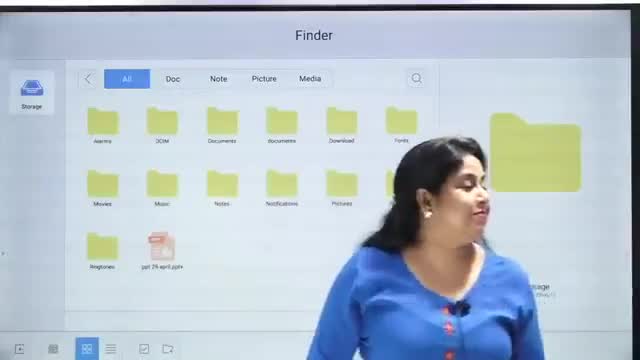 Finder
All Doc Note Picture Media
Storage
Alarms DCIM Documents documents Download Fonts
Movies Music Notes Notifications Pictures
Ringtones ppt 29 april.pptx